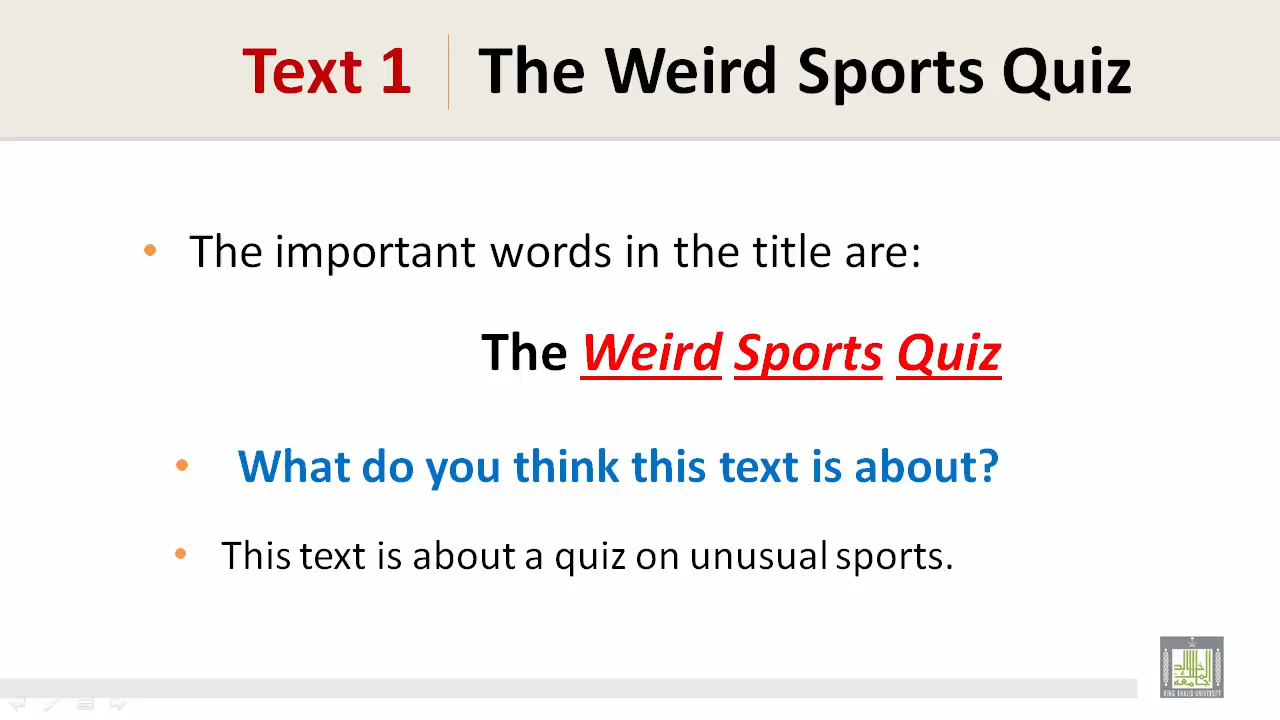 Text 1 The Weird Sports Quiz
• The important words in the title are:
The Weird Sports Quiz
• What do you think this text is about?
• This text is about a quiz on unusual sports.
KING KHALID UNIVERSITY